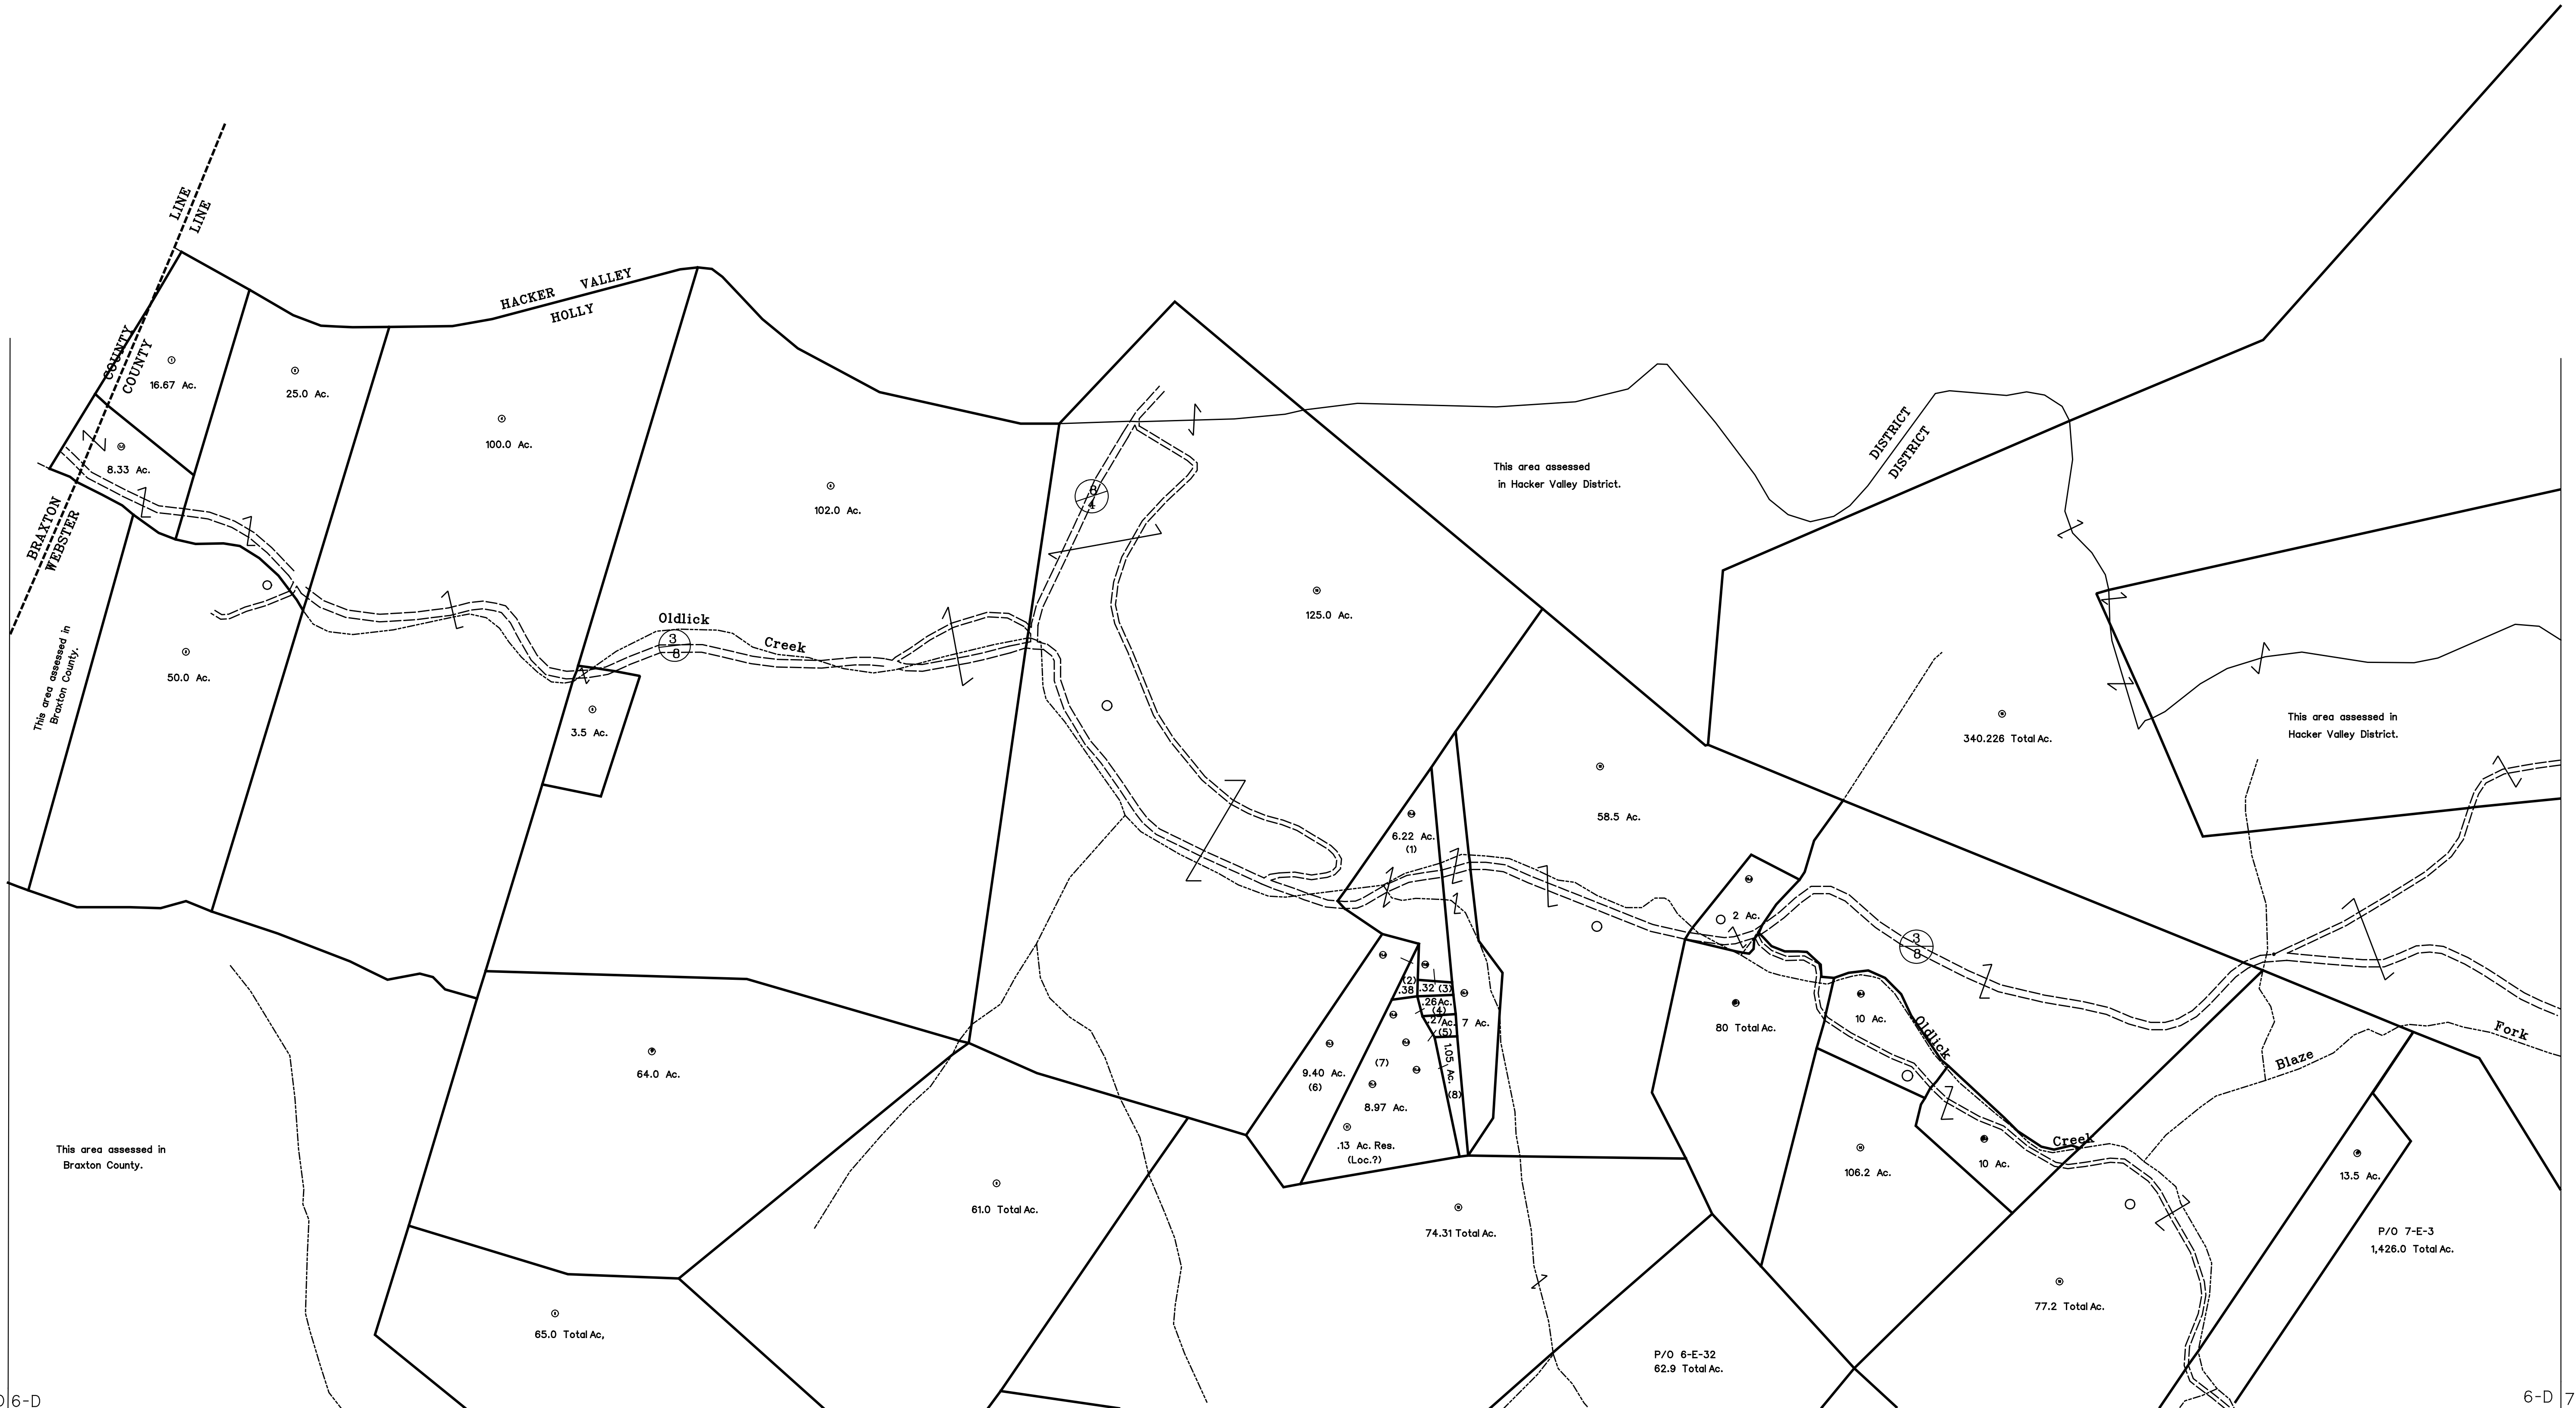 LINE
LINE
HACKER VALLEY
HOLLY
COUNTY
COUNTY
16.67 Ac.
25.0 Ac.
8.33 Ac.
100.0 Ac.
102.0 Ac.
8
4
DISTRICT
DISTRICT
This area assessed
in Hacker Valley District.
BRAXTON
WEBSTER
This area assessed in
Braxton County.
50.0 Ac.
Oldlick
3
8
Creek
3.5 Ac.
125.0 Ac.
340.226 Total Ac.
This area assessed in
Hacker Valley District.
58.5 Ac.
6.22 Ac.
(1)
2 Ac.
3
8
(2)
.38
.32 (3)
.26Ac.
(4)
.27Ac.
(5)
7 Ac.
80 Total Ac.
10 Ac.
Oldlick
Fork
Blaze
64.0 Ac.
9.40 Ac.
(6)
(7)
8.97 Ac.
1.05 Ac.
(8)
.13 Ac. Res.
(Loc.?)
This area assessed in
Braxton County.
106.2 Ac.
10 Ac.
Creek
13.5 Ac.
61.0 Total Ac.
74.31 Total Ac.
P/O 7-E-3
1,426.0 Total Ac.
65.0 Total Ac,
77.2 Total Ac.
P/O 6-E-32
62.9 Total Ac.
6-D
6-D
7